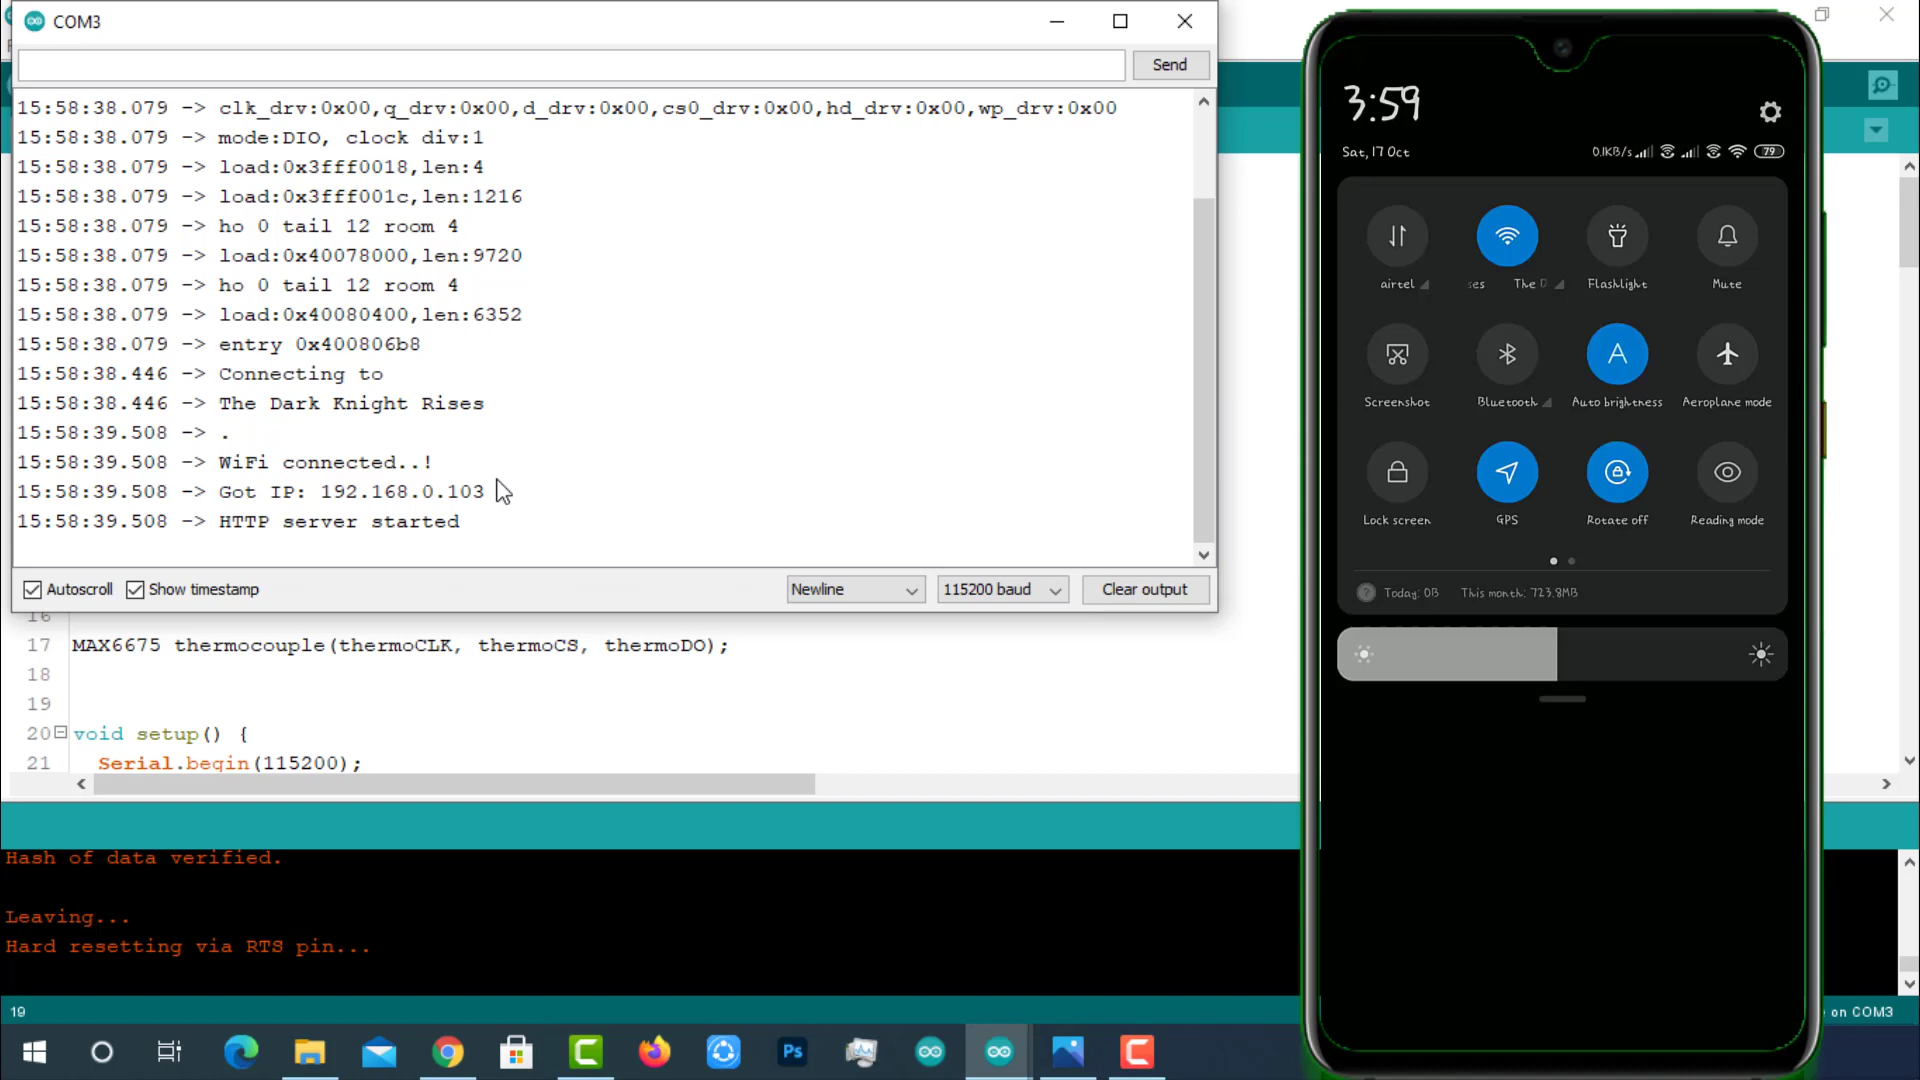 COM3
Send
15:58:38.079 -> clk_drv:0x00,q_drv:0x00,d_drv:0x00,cs0_drv:0x00,hd_drv:0x00,wp_drv:0x00
15:58:38.079 -> mode:DIO, clock div:1
15:58:38.079 -> load:0x3fff0018,len:4
15:58:38.079 -> load:0x3fff001c,len:1216
15:58:38.079 -> ho 0 tail 12 room 4
15:58:38.079 -> load:0x40078000,len:9720
15:58:38.079 -> ho 0 tail 12 room 4
15:58:38.079 -> load:0x40080400,len:6352
15:58:38.079 -> entry 0x400806b8
15:58:38.446 -> Connecting to
15:58:38.446 -> The Dark Knight Rises
15:58:39.508 -> .
15:58:39.508 -> WiFi connected..!
15:58:39.508 -> Got IP: 192.168.0.103
15:58:39.508 -> HTTP server started
Autoscroll Show timestamp Newline 115200 baud Clear output
16
17 MAX6675 thermocouple(thermoCLK, thermoCS, thermoDO);
18
19
20 void setup() {
21 Serial.begin(115200);
Hash of data verified.
Leaving...
Hard resetting via RTS pin...
19
on COM3
Ps
3:59
Sat, 17 Oct 0.1KB/s 79
airtel ses The D Flashlight Mute
Screenshot Bluetooth Auto brightness Aeroplane mode
Lock screen GPS Rotate off Reading mode
Today: 0B This month: 723.8MB